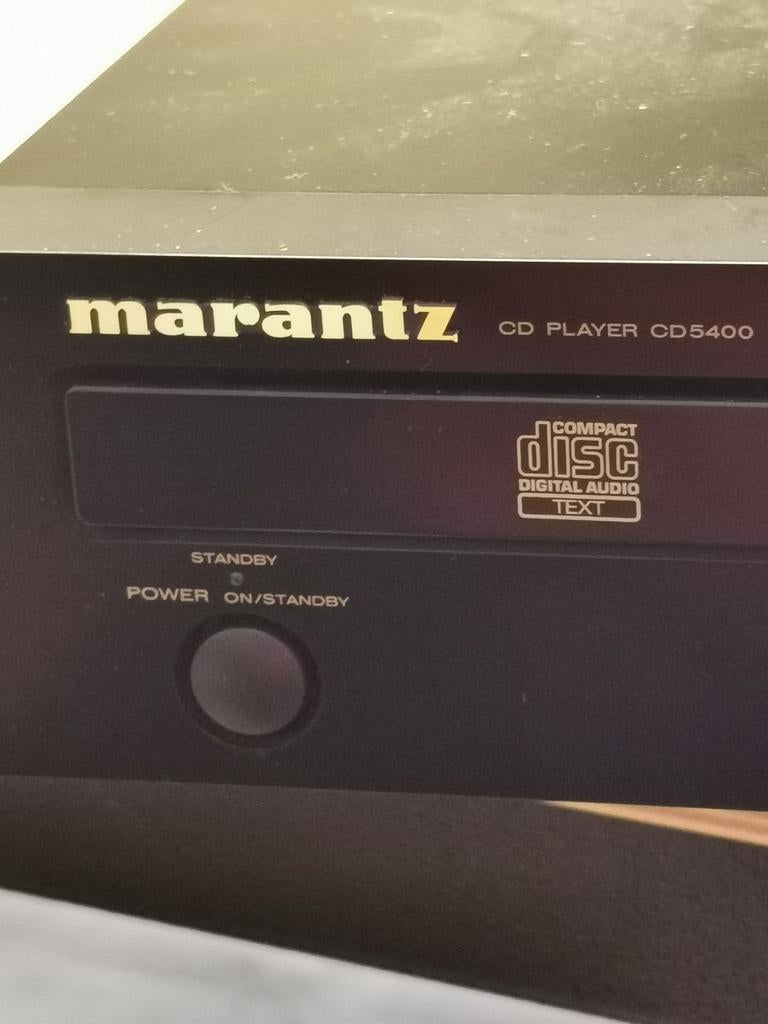 marantz CD PLAYER CD5400
COMPACT
disc
DIGITAL AUDIO
TEXT
STANDBY
POWER ON/STANDBY